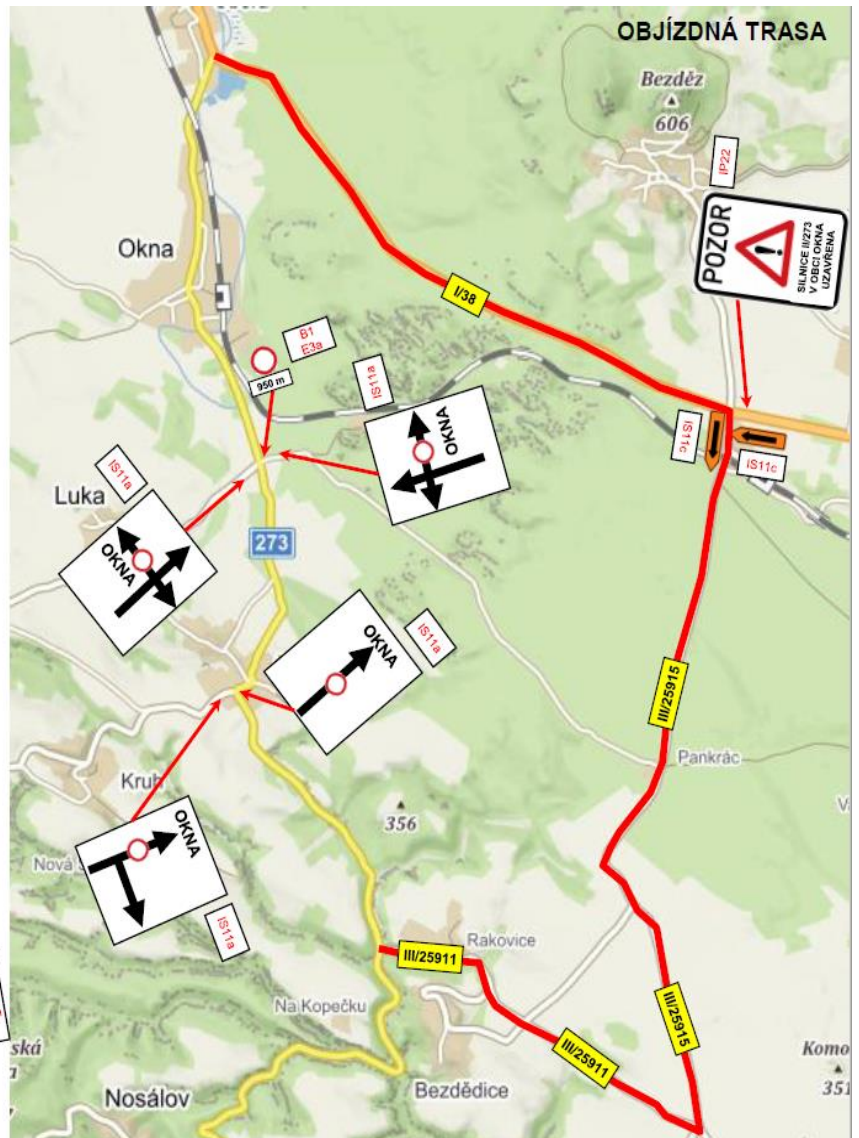 OBJÍZDNÁ TRASA
Bezděz
606
IP22
POZOR
SILNICE II/273
V OBCI OKNA
UZAVŘENA
Okna
I/38
B1
E3a
950 m
IS11a
OKNA
IS11c
IS11c
IS11a
Luka
OKNA
273
IS11a
OKNA
III/25915
Pankrác
Kruh
356
Nová
OKNA
IS11a
Rakovice
III/25911
Na Kopečku
III/25915
III/25911
ská
Komo
351
Bezdědice
Nosálov